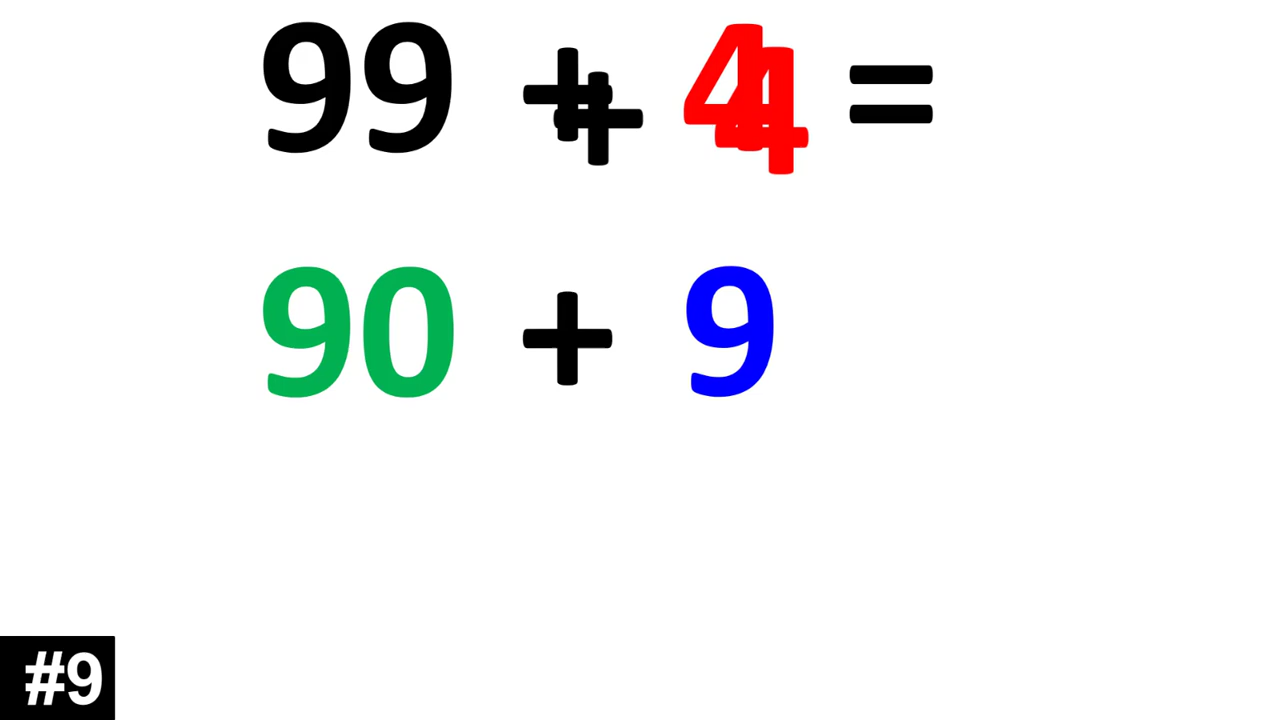 99 + 4 =
90 + 9
#9